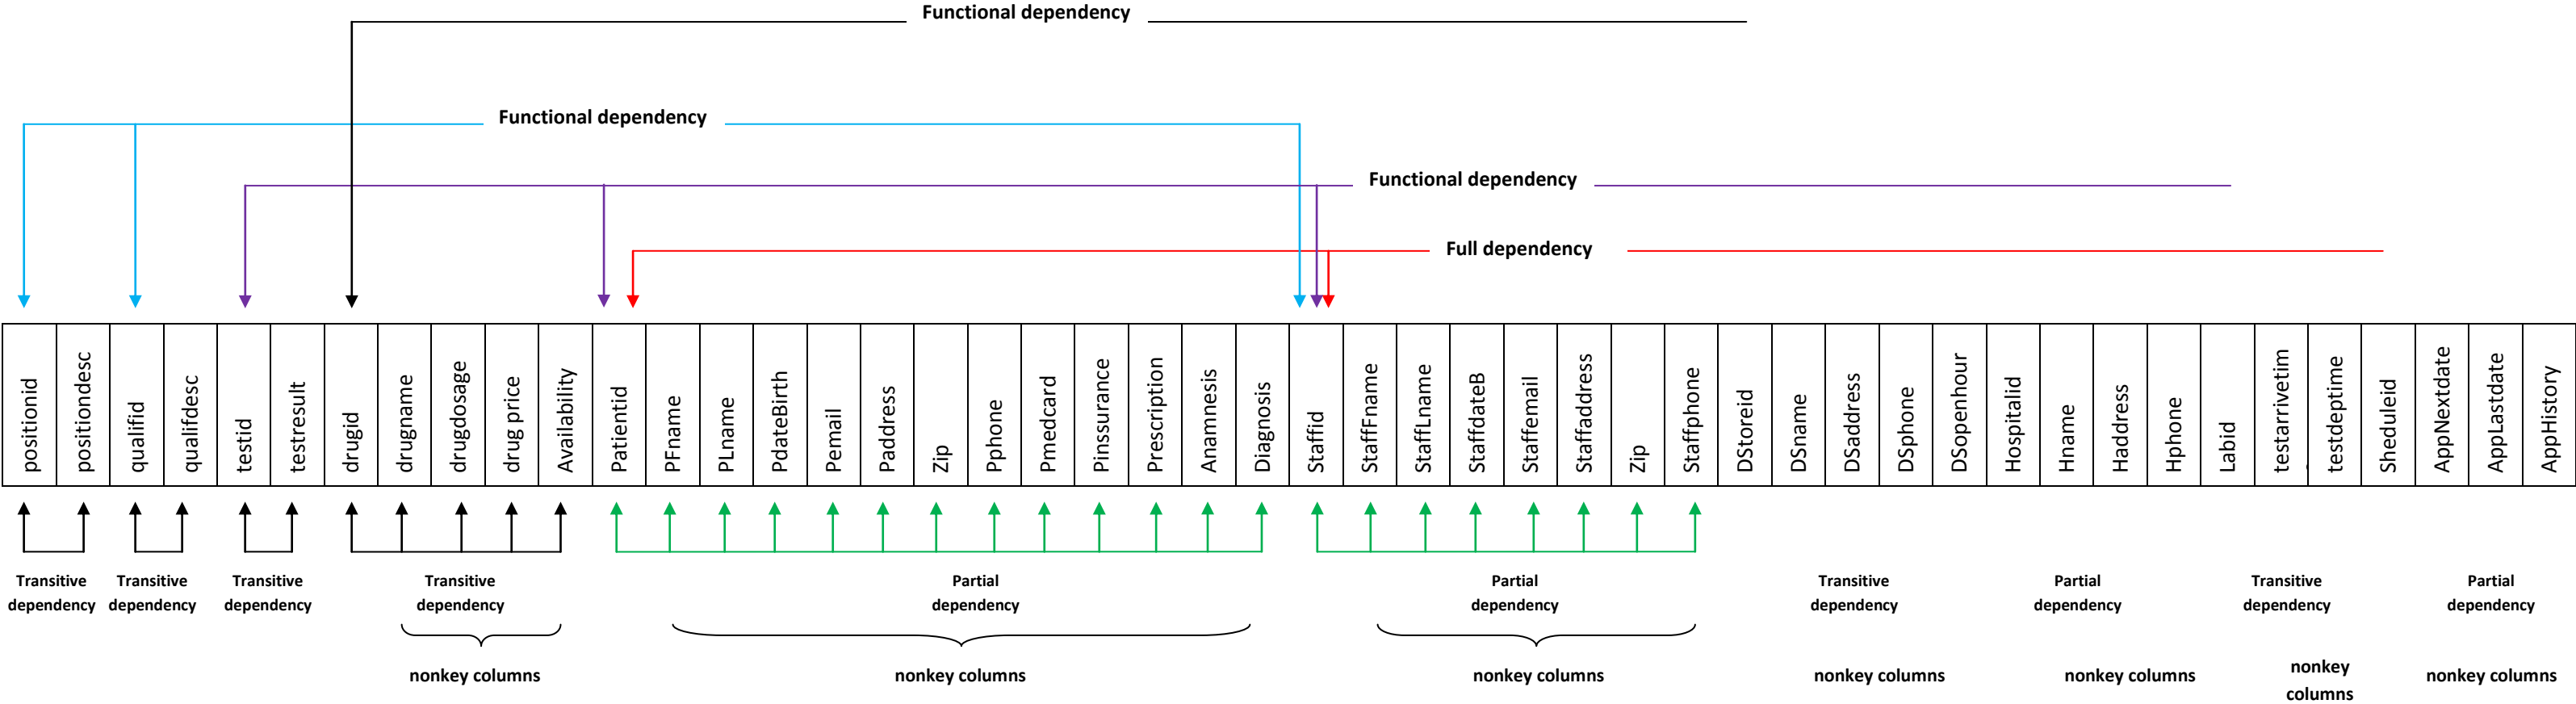 Functional dependency
Functional dependency
Functional dependency
Full dependency
positionid
positiondesc
qualifid
qualifdesc
testid
testresult
drugid
drugname
drugdosage
drug price
Availability
Patientid
PFname
PLname
PdateBirth
Pemail
Paddress
Zip
Pphone
Pmedcard
Pinssurance
Prescription
Anamnesis
Diagnosis
Staffid
StaffFname
StaffLname
StaffdateB
Staffemail
Staffaddress
Zip
Staffphone
DStoreid
DSname
DSaddress
DSphone
DSopenhour
Hospitalid
Hname
Haddress
Hphone
Labid
testarrivetim
testdeptime
Sheduleid
AppNextdate
AppLastdate
AppHistory
Transitive
dependency
Transitive
dependency
Transitive
dependency
Transitive
dependency
Partial
dependency
Partial
dependency
Transitive
dependency
Partial
dependency
Transitive
dependency
Partial
dependency
nonkey columns
nonkey columns
nonkey columns
nonkey columns
nonkey columns
nonkey
columns
nonkey columns